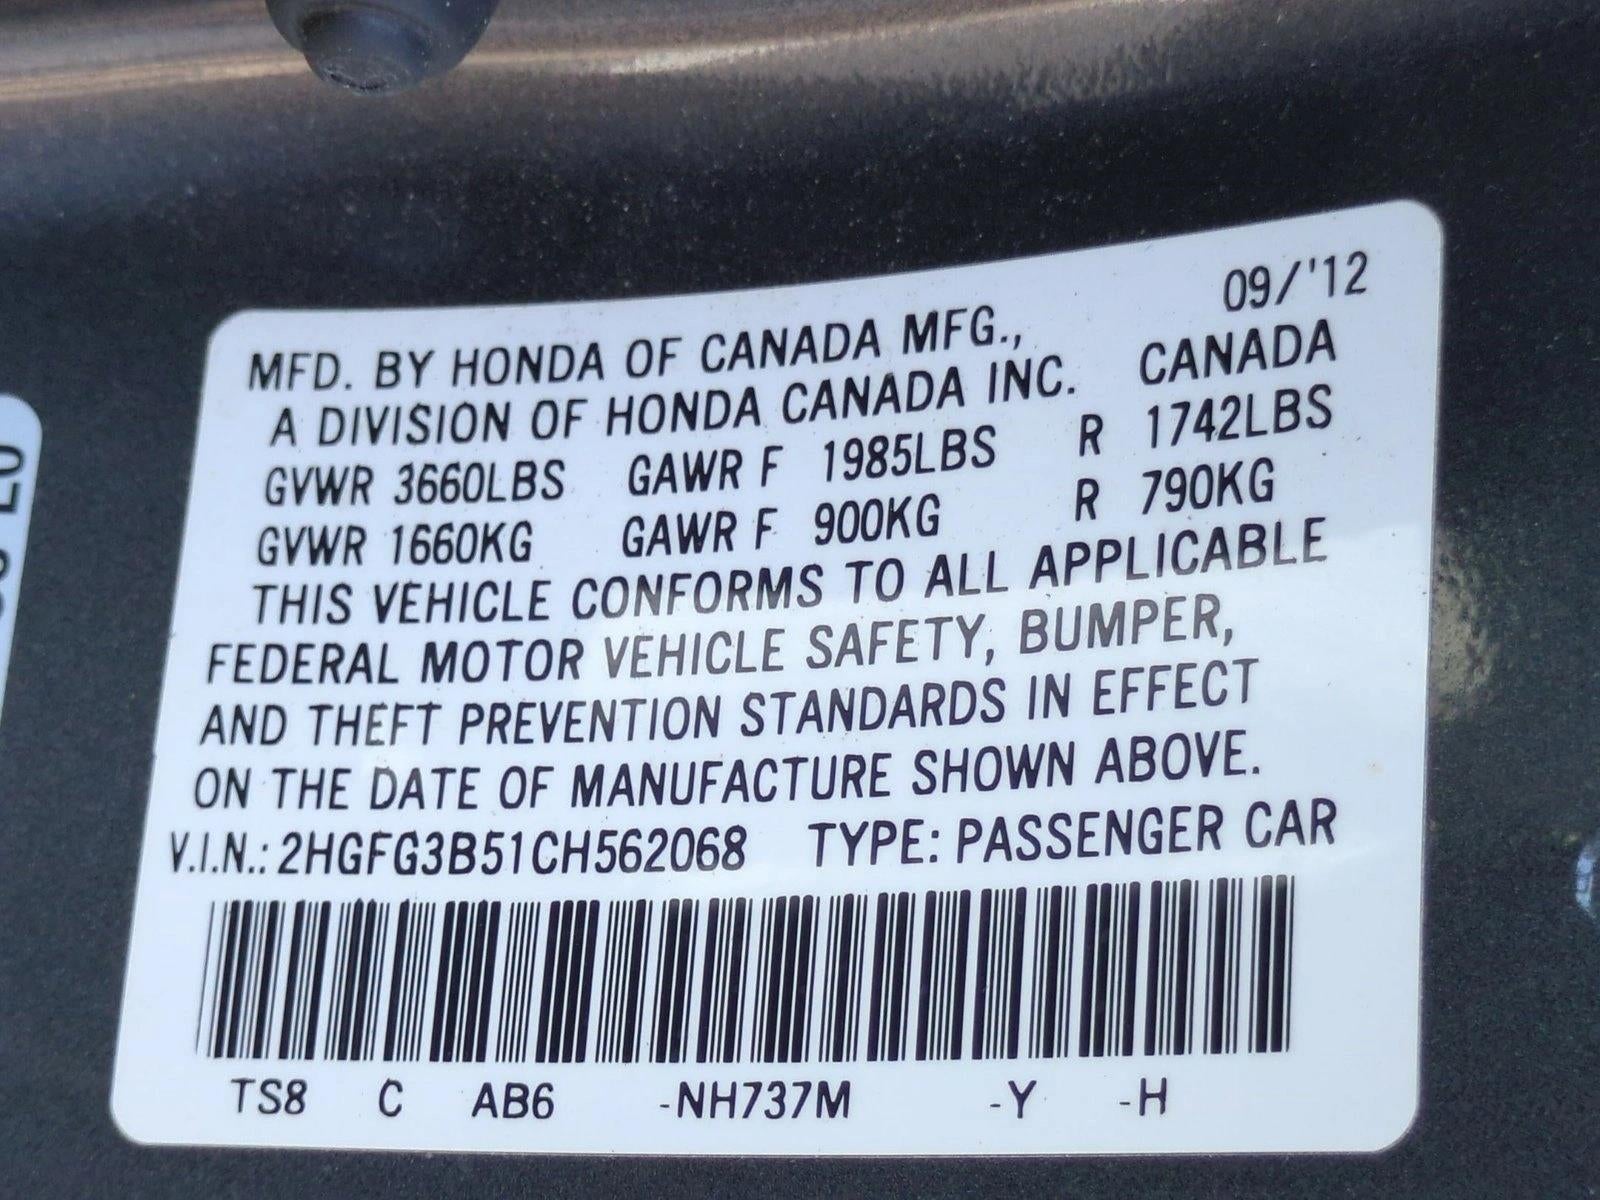 09/'12
MFD. BY HONDA OF CANADA MFG.,
A DIVISION OF HONDA CANADA INC. CANADA
GVWR 3660LBS GAWR F 1985LBS R 1742LBS
GVWR 1660KG GAWR F 900KG R 790KG
THIS VEHICLE CONFORMS TO ALL APPLICABLE
FEDERAL MOTOR VEHICLE SAFETY, BUMPER,
AND THEFT PREVENTION STANDARDS IN EFFECT
ON THE DATE OF MANUFACTURE SHOWN ABOVE.
V.I.N.: 2HGFG3B51CH562068 TYPE: PASSENGER CAR
TS8 C AB6 -NH737M -Y -H